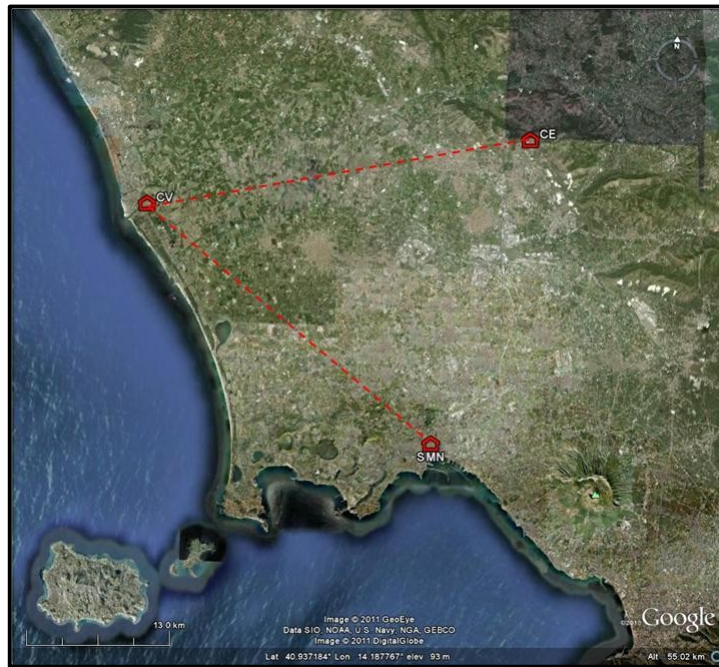 N
CE
CV
SMN
13.0 km
Image © 2011 GeoEye
Data SIO, NOAA, U.S. Navy, NGA, GEBCO
Image © 2011 DigitalGlobe
©2010 Google
Lat 40.937184° Lon 14.187767° elev 93 m
Alt 55.02 km